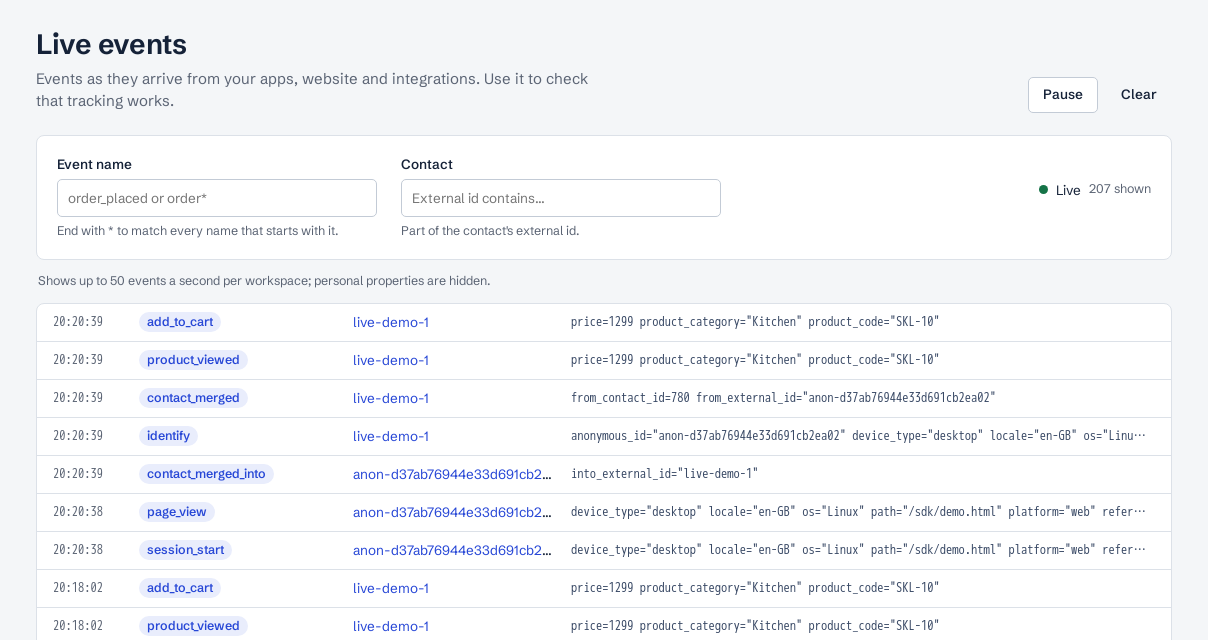 Live events
Events as they arrive from your apps, website and integrations. Use it to check
that tracking works.
Pause
Clear
Event name
Contact
order_placed or order*
External id contains...
Live
207 shown
End with * to match every name that starts with it.
Part of the contact's external id.
Shows up to 50 events a second per workspace; personal properties are hidden.
20:20:39 add_to_cart live-demo-1 price=1299 product_category="Kitchen" product_code="SKL-10"
20:20:39 product_viewed live-demo-1 price=1299 product_category="Kitchen" product_code="SKL-10"
20:20:39 contact_merged live-demo-1 from_contact_id=780 from_external_id="anon-d37ab76944e33d691cb2ea02"
20:20:39 identify live-demo-1 anonymous_id="anon-d37ab76944e33d691cb2ea02" device_type="desktop" locale="en-GB" os="Linu…
20:20:39 contact_merged_into anon-d37ab76944e33d691cb2... into_external_id="live-demo-1"
20:20:38 page_view anon-d37ab76944e33d691cb2... device_type="desktop" locale="en-GB" os="Linux" path="/sdk/demo.html" platform="web" refer…
20:20:38 session_start anon-d37ab76944e33d691cb2... device_type="desktop" locale="en-GB" os="Linux" path="/sdk/demo.html" platform="web" refer…
20:18:02 add_to_cart live-demo-1 price=1299 product_category="Kitchen" product_code="SKL-10"
20:18:02 product_viewed live-demo-1 price=1299 product_category="Kitchen" product_code="SKL-10"